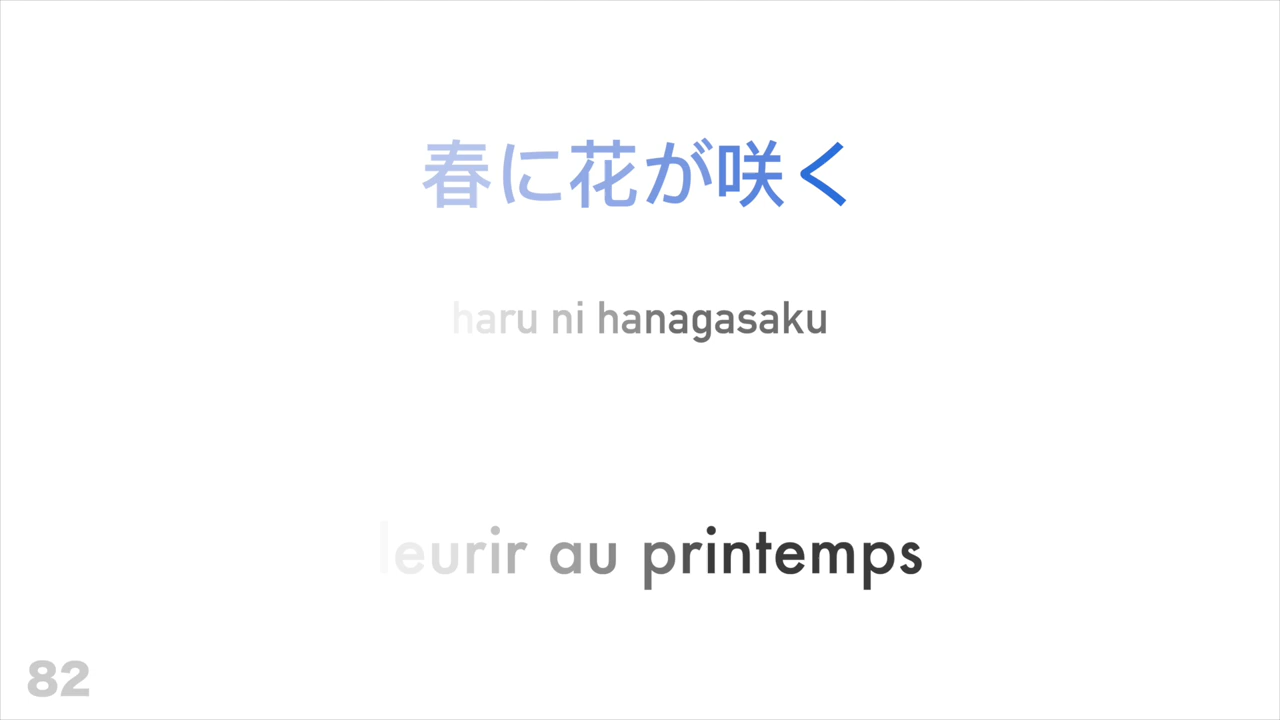 春に花が咲く
haru ni hanagasaku
leurir au printemps
82